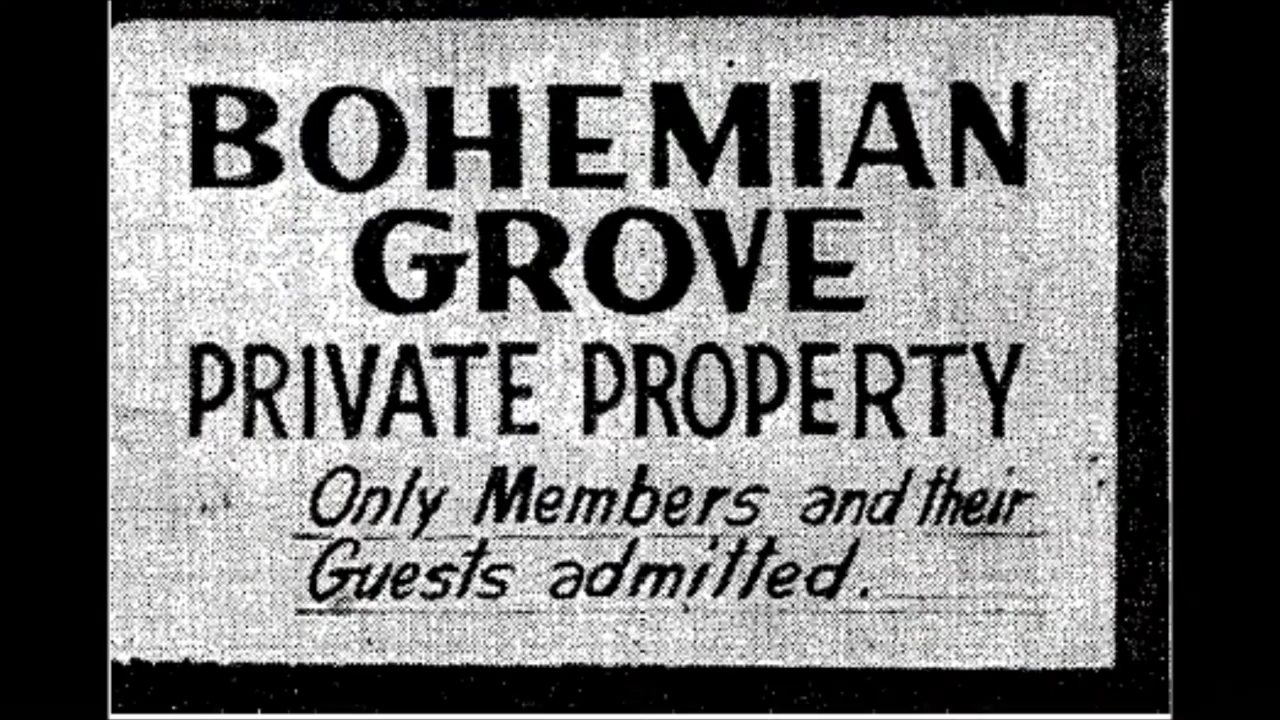 BOHEMIAN
GROVE
PRIVATE PROPERTY
Only Members and their
Guests admitted.